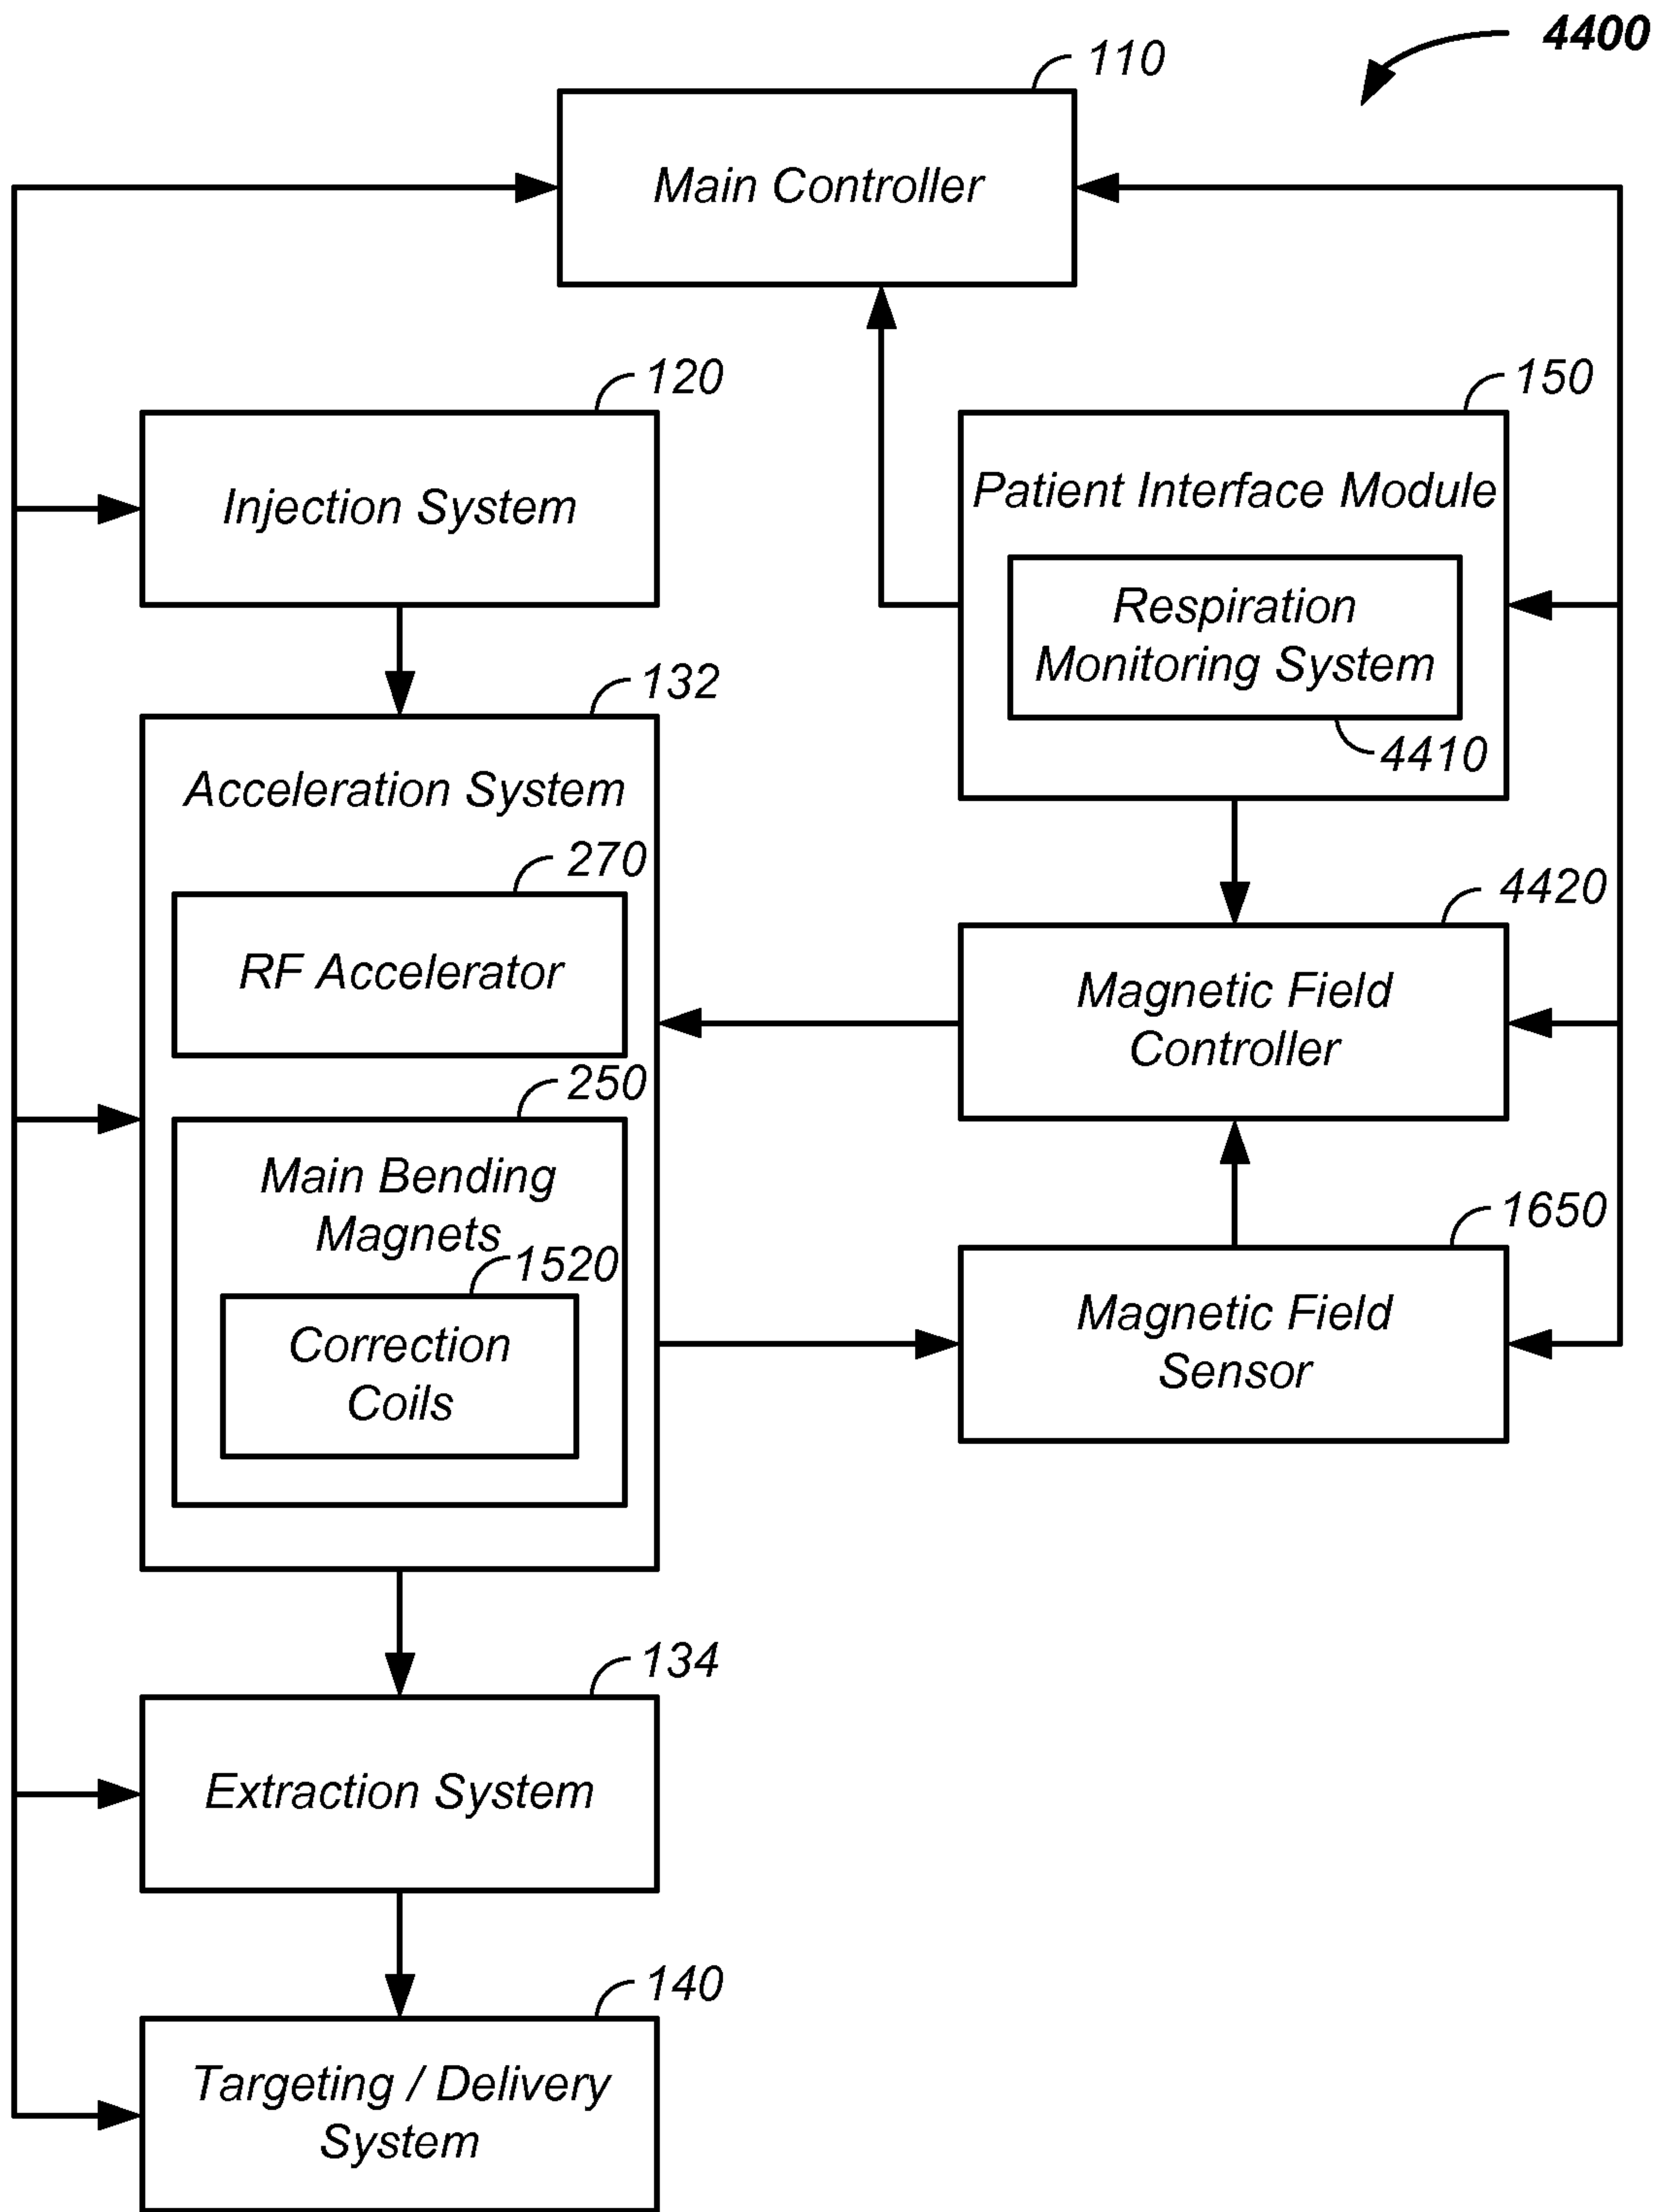 4400
110
Main Controller
120
Injection System
150
Patient Interface Module
Respiration
Monitoring System
4410
132
Acceleration System
270
RF Accelerator
250
Main Bending
Magnets
1520
Correction
Coils
4420
Magnetic Field
Controller
1650
Magnetic Field
Sensor
134
Extraction System
140
Targeting / Delivery
System